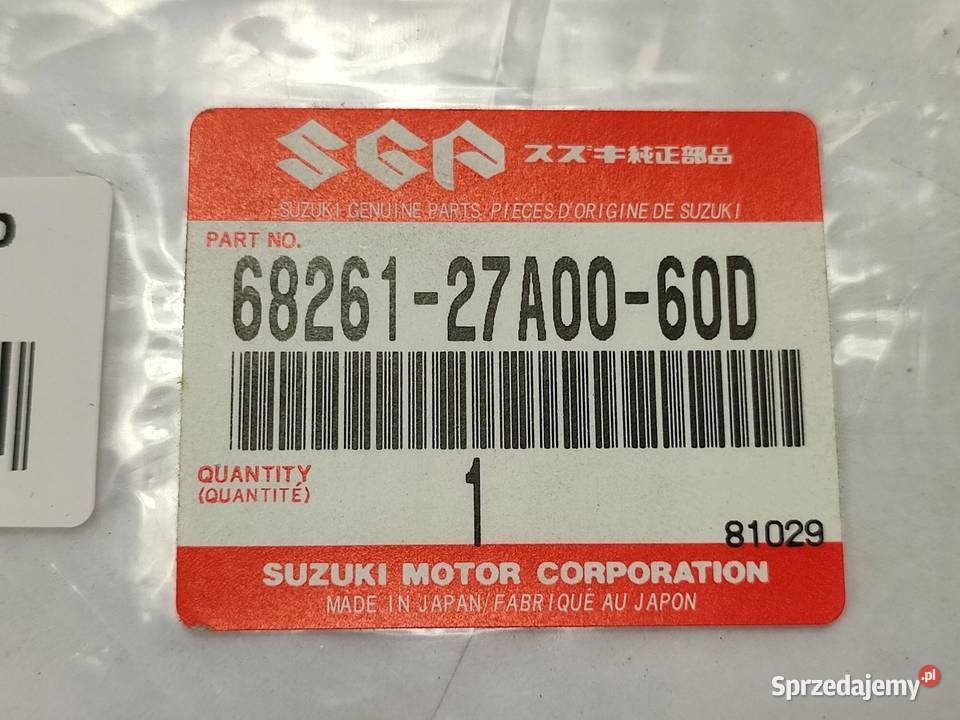 SGP スズキ純正部品
SUZUKI GENUINE PARTS/PIECES D'ORIGINE DE SUZUKI
PART NO.
68261-27A00-60D
QUANTITY
(QUANTITÉ)
1
81029
SUZUKI MOTOR CORPORATION
MADE IN JAPAN/FABRIQUÉ AU JAPON
Sprzedajemy.pl